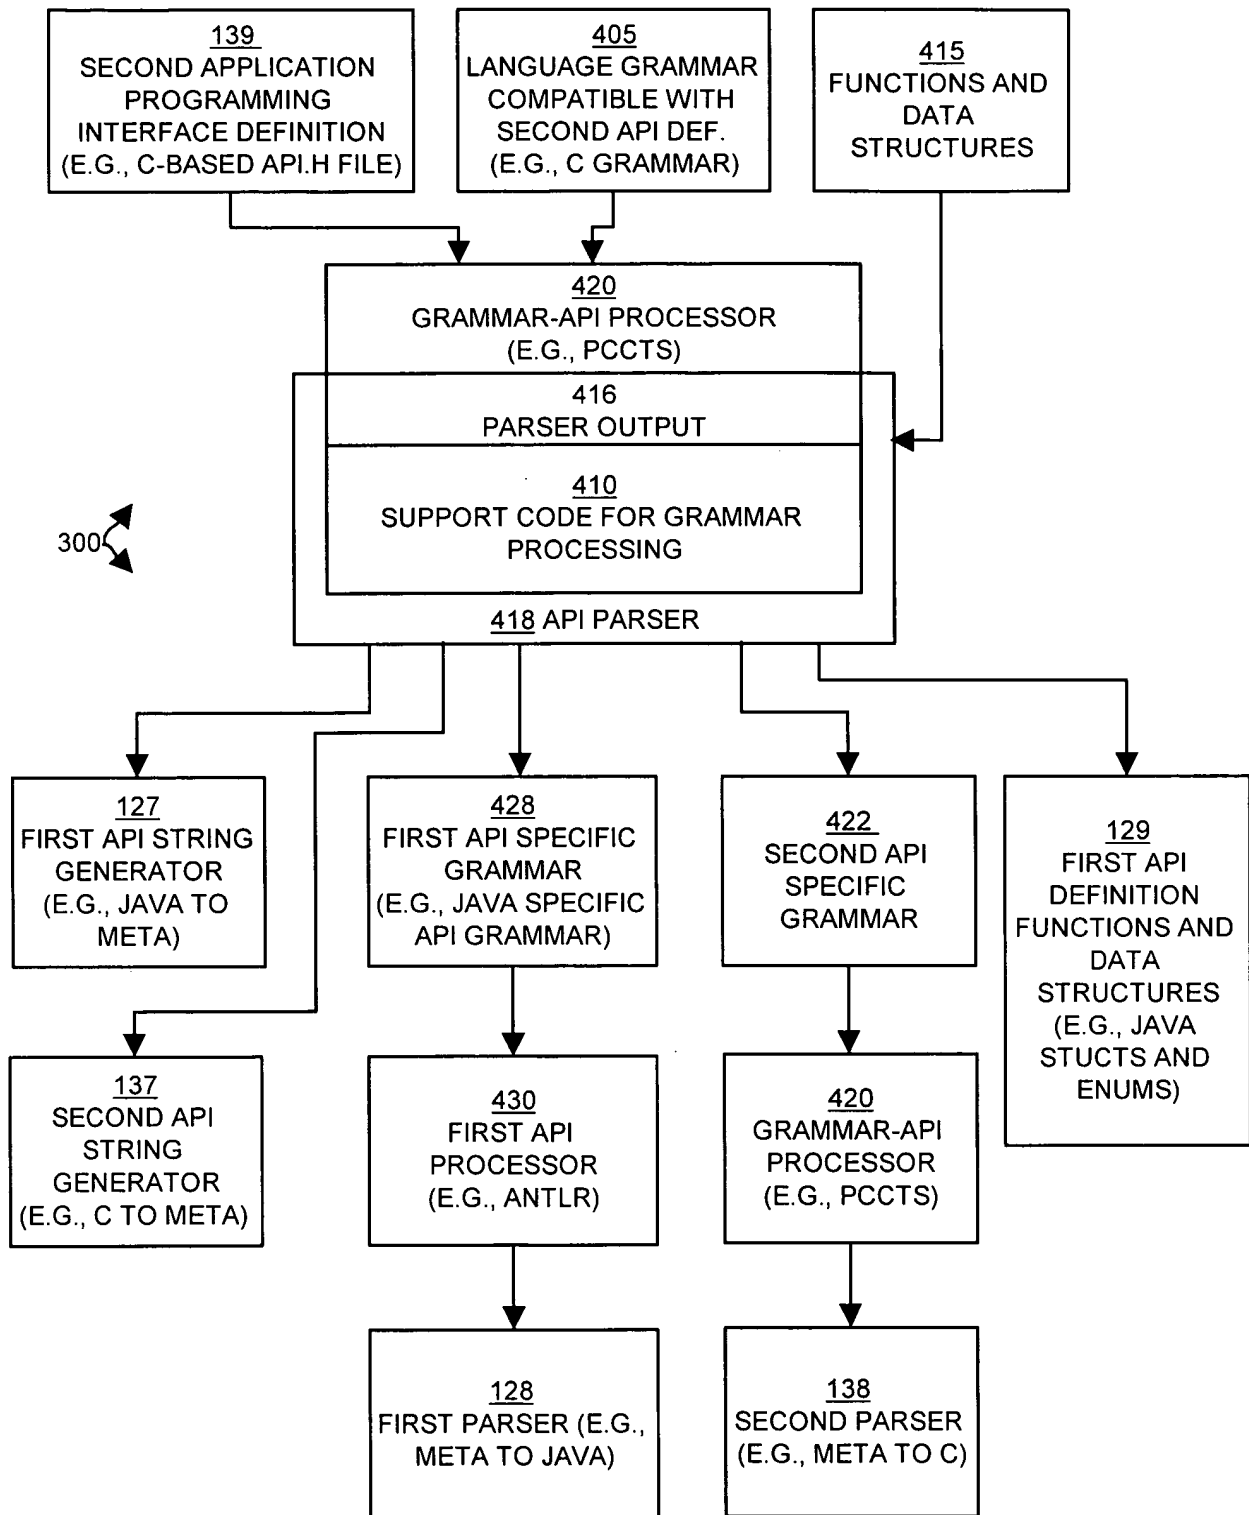 139
SECOND APPLICATION
PROGRAMMING
INTERFACE DEFINITION
(E.G., C-BASED API.H FILE)
405
LANGUAGE GRAMMAR
COMPATIBLE WITH
SECOND API DEF.
(E.G., C GRAMMAR)
415
FUNCTIONS AND
DATA
STRUCTURES
420
GRAMMAR-API PROCESSOR
(E.G., PCCTS)
416
PARSER OUTPUT
410
SUPPORT CODE FOR GRAMMAR
PROCESSING
418 API PARSER
300
127
FIRST API STRING
GENERATOR
(E.G., JAVA TO
META)
428
FIRST API SPECIFIC
GRAMMAR
(E.G., JAVA SPECIFIC
API GRAMMAR)
422
SECOND API
SPECIFIC
GRAMMAR
129
FIRST API
DEFINITION
FUNCTIONS AND
DATA
STRUCTURES
(E.G., JAVA
STUCTS AND
ENUMS)
137
SECOND API
STRING
GENERATOR
(E.G., C TO META)
430
FIRST API
PROCESSOR
(E.G., ANTLR)
420
GRAMMAR-API
PROCESSOR
(E.G., PCCTS)
128
FIRST PARSER (E.G.,
META TO JAVA)
138
SECOND PARSER
(E.G., META TO C)